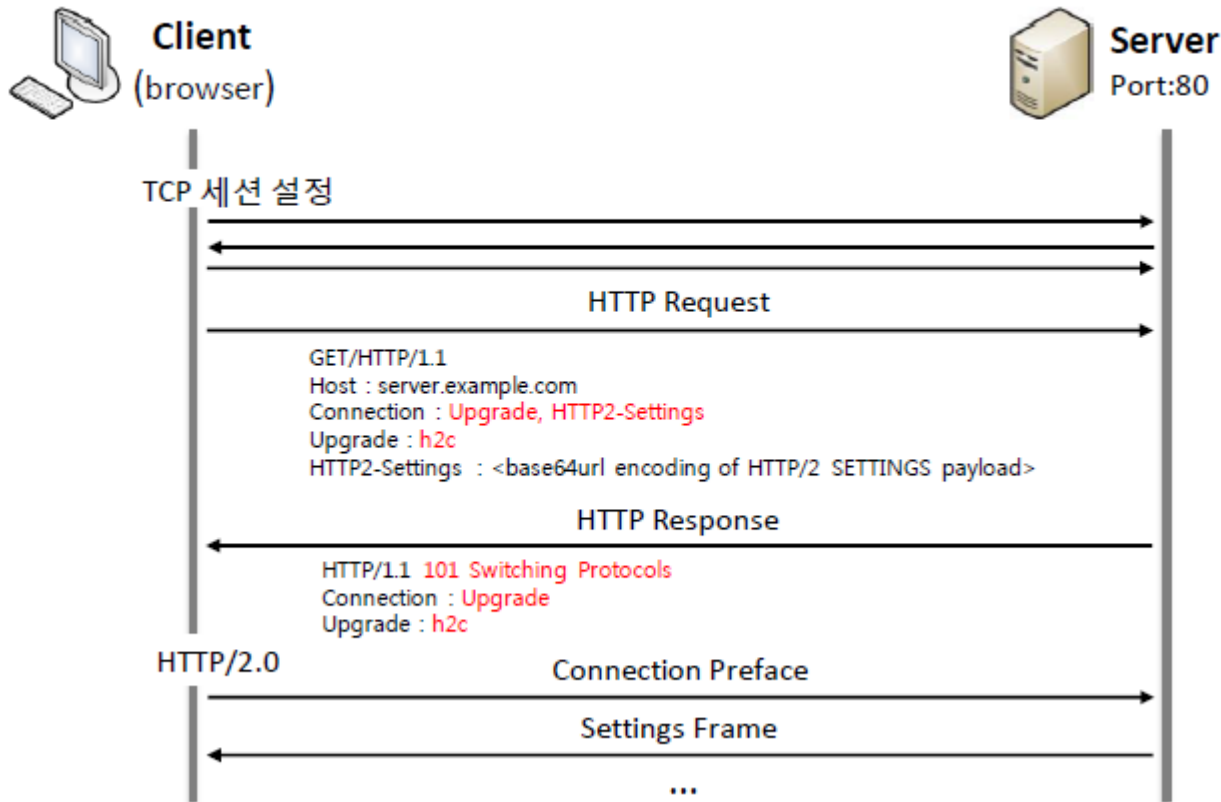 Client
(browser)
Server
Port:80
TCP 세션 설정
HTTP Request
GET/HTTP/1.1
Host : server.example.com
Connection : Upgrade, HTTP2-Settings
Upgrade : h2c
HTTP2-Settings : <base64url encoding of HTTP/2 SETTINGS payload>
HTTP Response
HTTP/1.1 101 Switching Protocols
Connection : Upgrade
Upgrade : h2c
HTTP/2.0
Connection Preface
Settings Frame
...